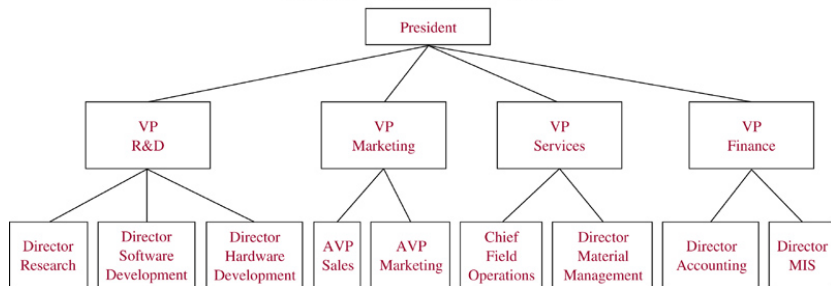 President
VP
R&D
VP
Marketing
VP
Services
VP
Finance
Director
Research
Director
Software
Development
Director
Hardware
Development
AVP
Sales
AVP
Marketing
Chief
Field
Operations
Director
Material
Management
Director
Accounting
Director
MIS